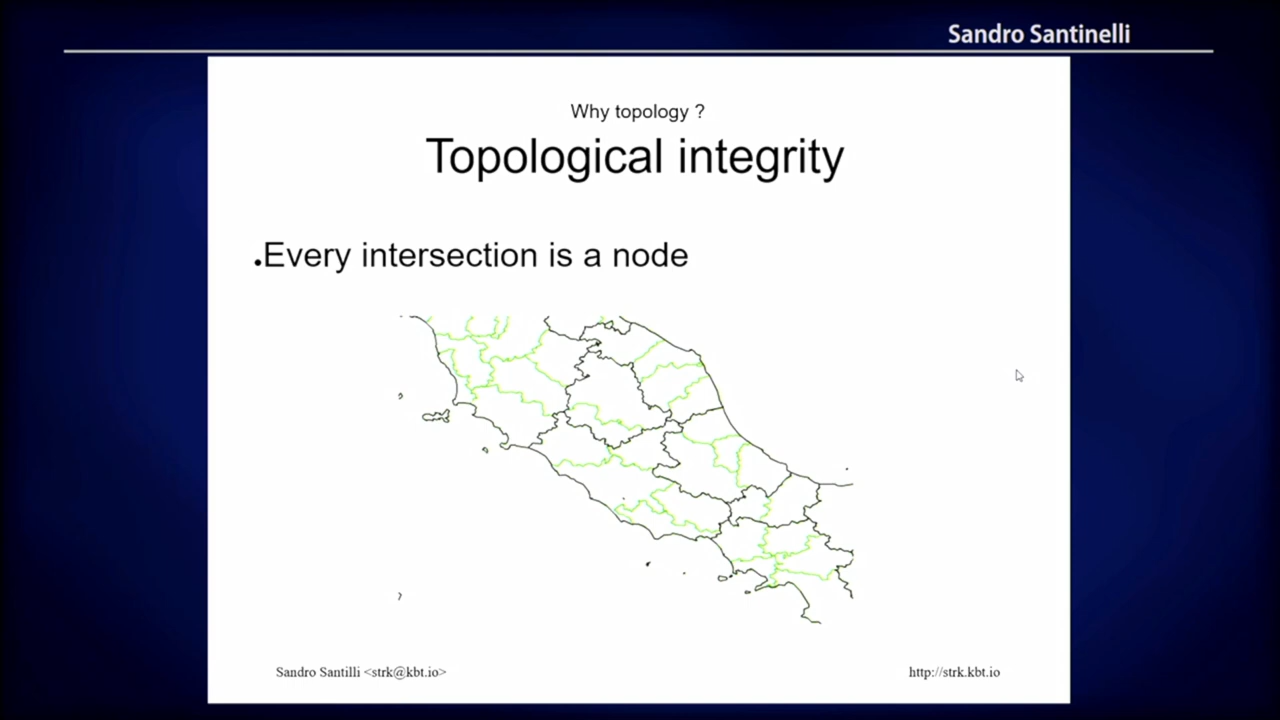 Sandro Santinelli
Why topology ?
Topological integrity
.Every intersection is a node
Sandro Santilli <strk@kbt.io>
http://strk.kbt.io